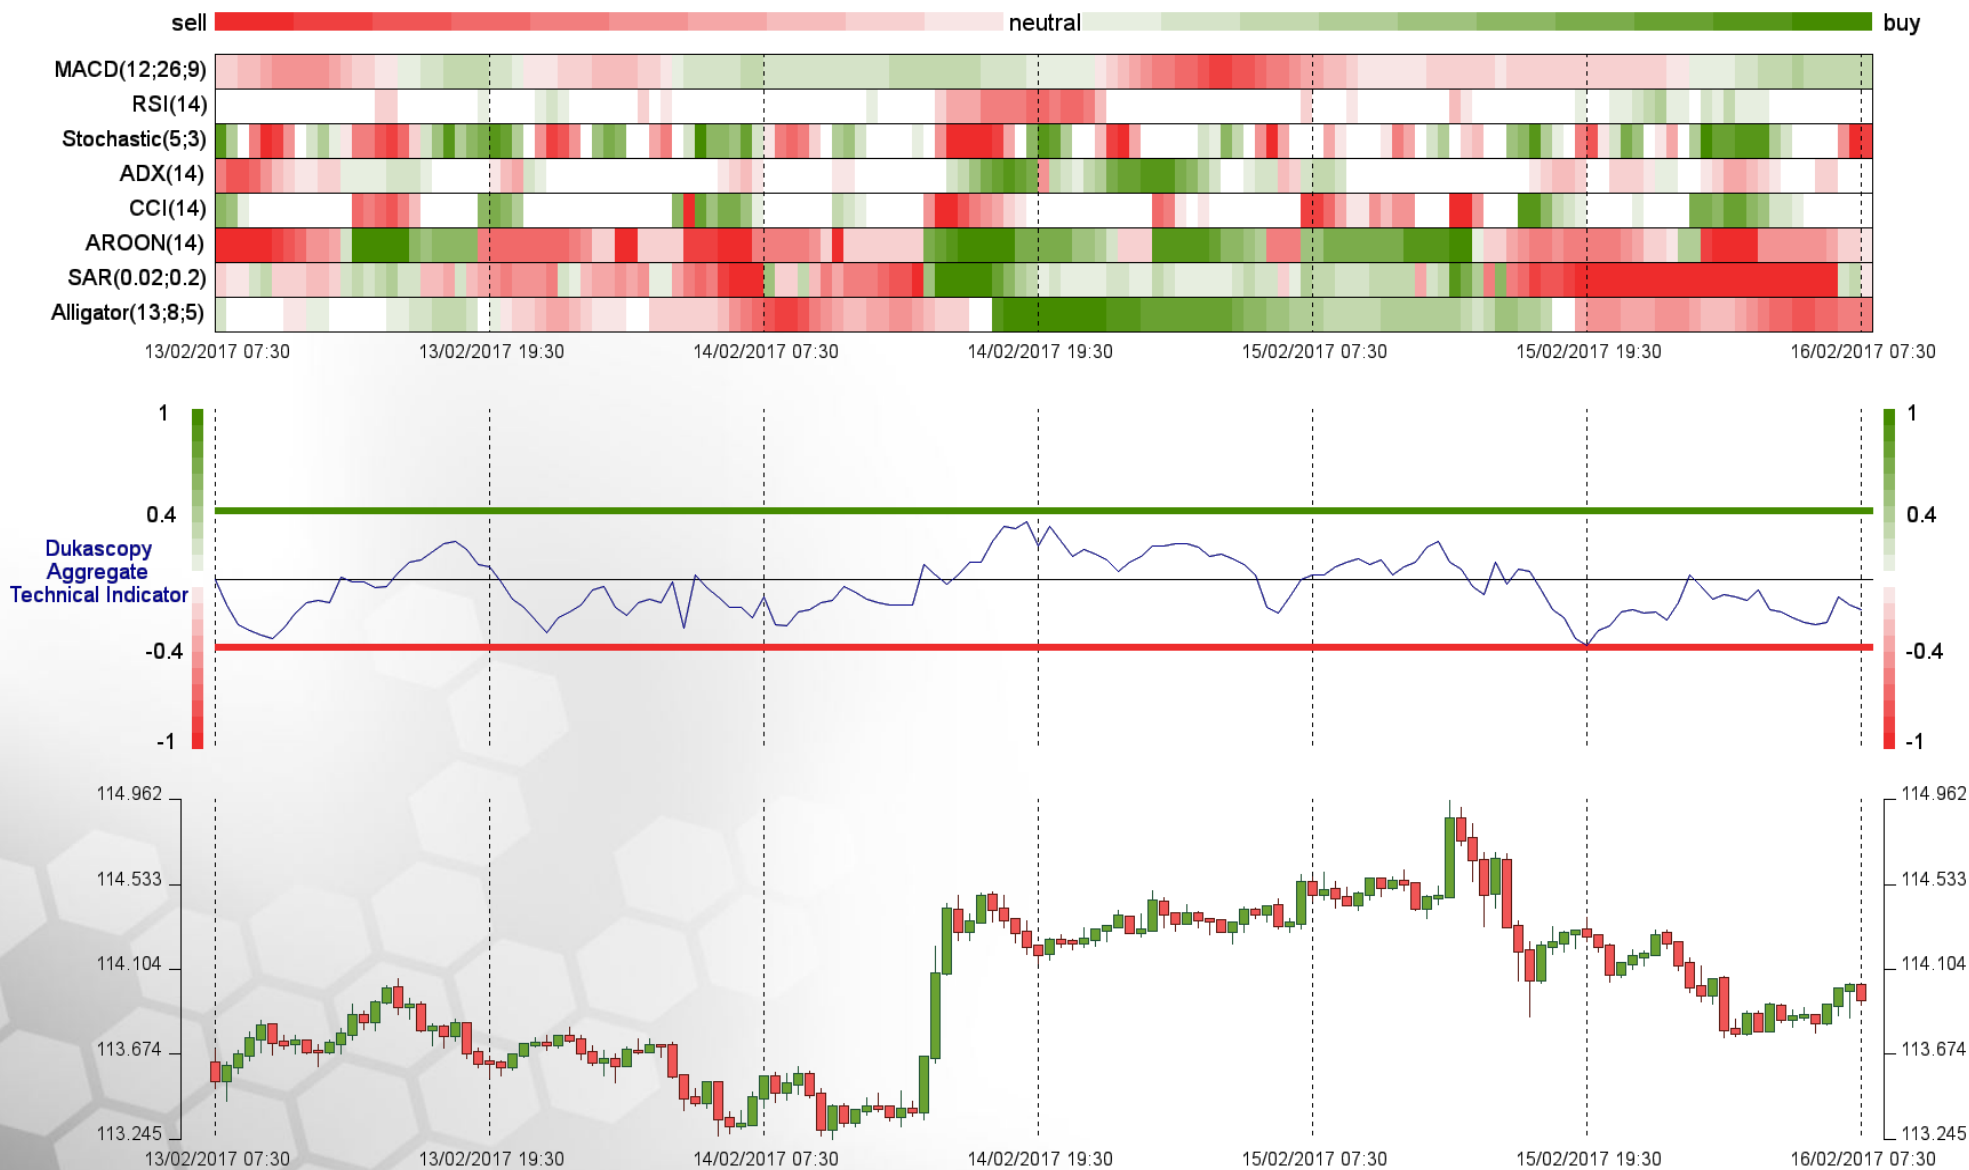 sell neutral buy
MACD(12;26;9)
RSI(14)
Stochastic(5;3)
ADX(14)
CCI(14)
AROON(14)
SAR(0.02;0.2)
Alligator(13;8;5)
13/02/2017 07:30 13/02/2017 19:30 14/02/2017 07:30 14/02/2017 19:30 15/02/2017 07:30 15/02/2017 19:30 16/02/2017 07:30
1 1
0.4 0.4
Dukascopy
Aggregate
Technical Indicator
-0.4 -0.4
-1 -1
114.962 114.962
114.533 114.533
114.104 114.104
113.674 113.674
113.245 113.245
13/02/2017 07:30 13/02/2017 19:30 14/02/2017 07:30 14/02/2017 19:30 15/02/2017 07:30 15/02/2017 19:30 16/02/2017 07:30